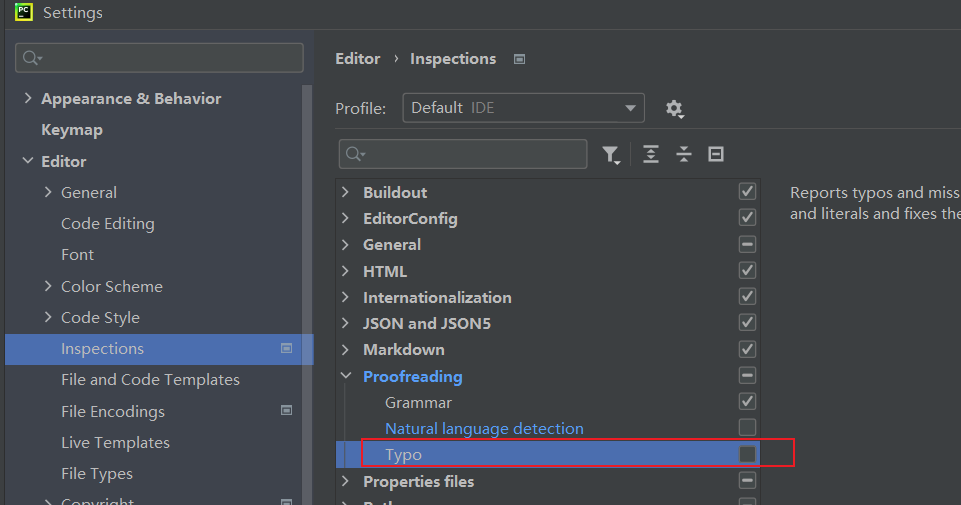 PC
Settings
Editor › Inspections
Appearance & Behavior
Keymap
Editor
General
Code Editing
Font
Color Scheme
Code Style
Inspections
File and Code Templates
File Encodings
Live Templates
File Types
Copyright
Profile: Default IDE
Buildout
EditorConfig
General
HTML
Internationalization
JSON and JSON5
Markdown
Proofreading
Grammar
Natural language detection
Typo
Properties files
Reports typos and miss
and literals and fixes the